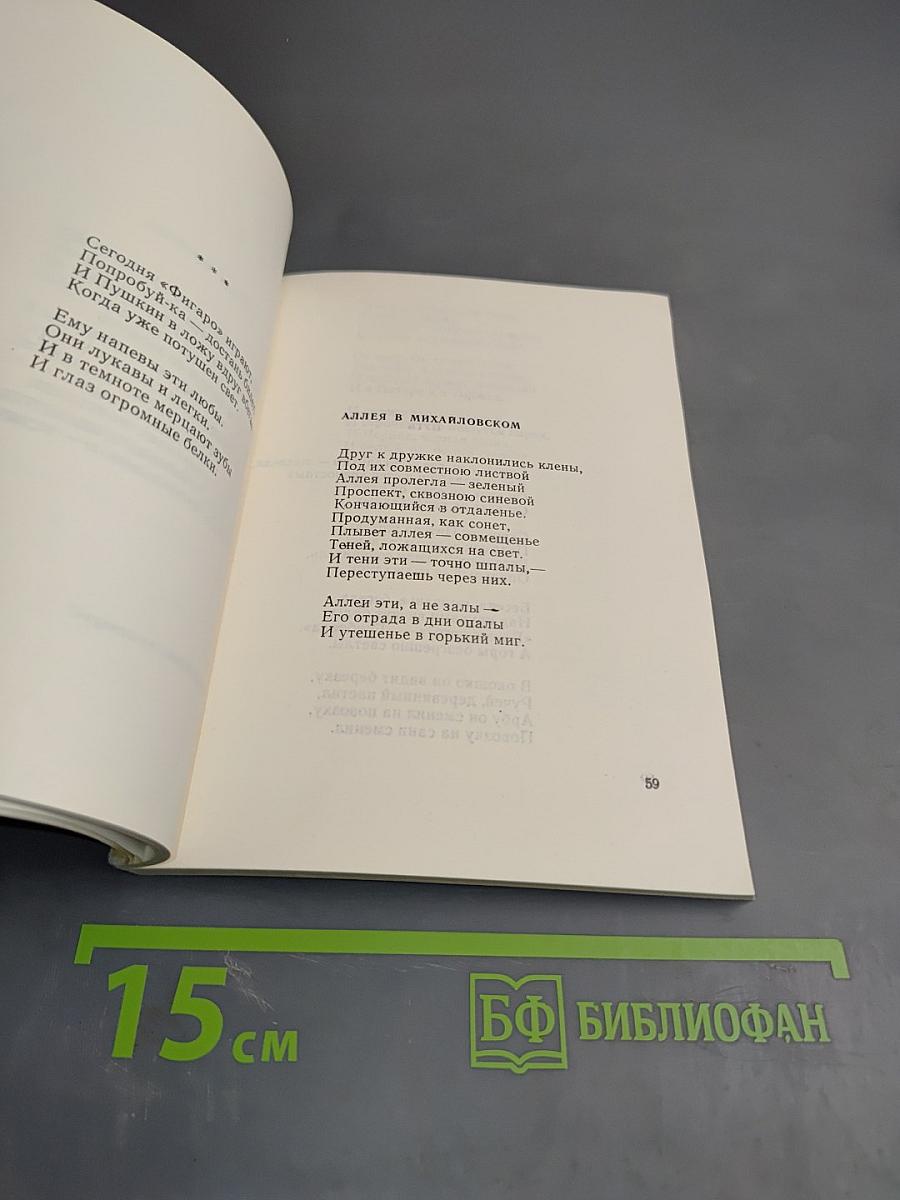 * * *
Сегодня «Фигаро» играют.
Попробуй-ка — достань билет
И Пушкин в ложу вдруг
Когда уже потушен свет.
Ему напевы эти любы.
Они лукавы и легки.
И в темноте мерцают зубы
И глаз огромные белки.
АЛЛЕЯ В МИХАЙЛОВСКОМ
Друг к дружке наклонились клены,
Под их совместною листвой
Аллея пролегла — зеленый
Проспект, сквозною синевой
Кончающийся в отдаленье.
Продуманная, как сонет,
Плывет аллея — совмещенье
Теней, ложащихся на свет.
И тени эти — точно шпалы,—
Переступаешь через них.
Аллеи эти, а не залы —
Его отрада в дни опалы
И утешенье в горький миг.
59
15 см
БФ БИБЛИОФАН